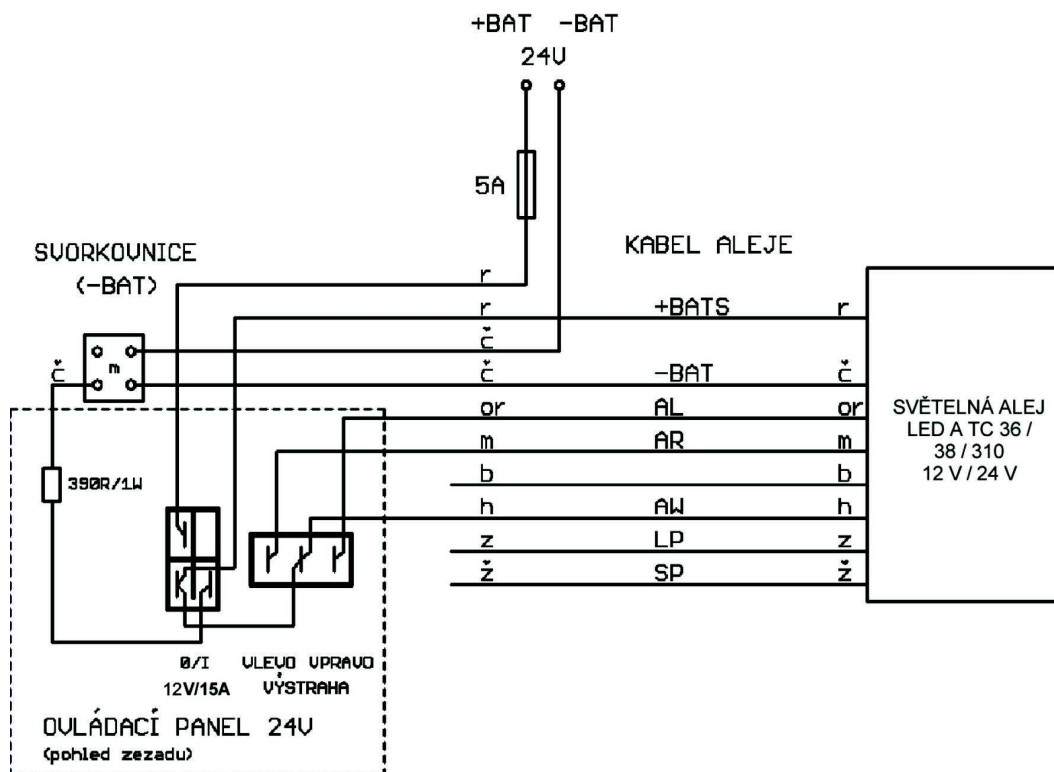 +BAT -BAT
24V
5A
SVORKOVNICE
(-BAT)
KABEL ALEJE
r
r +BATS r
č
č m
č -BAT č
or AL or
m AR m
b b
h AW h
z LP z
ž SP ž
SVĚTELNÁ ALEJ
LED A TC 36 /
38 / 310
12 V / 24 V
390R/1W
0/I VLEVO VPRAVO
12V/15A VÝSTRAHA
OVLÁDACÍ PANEL 24V
(pohled zezadu)